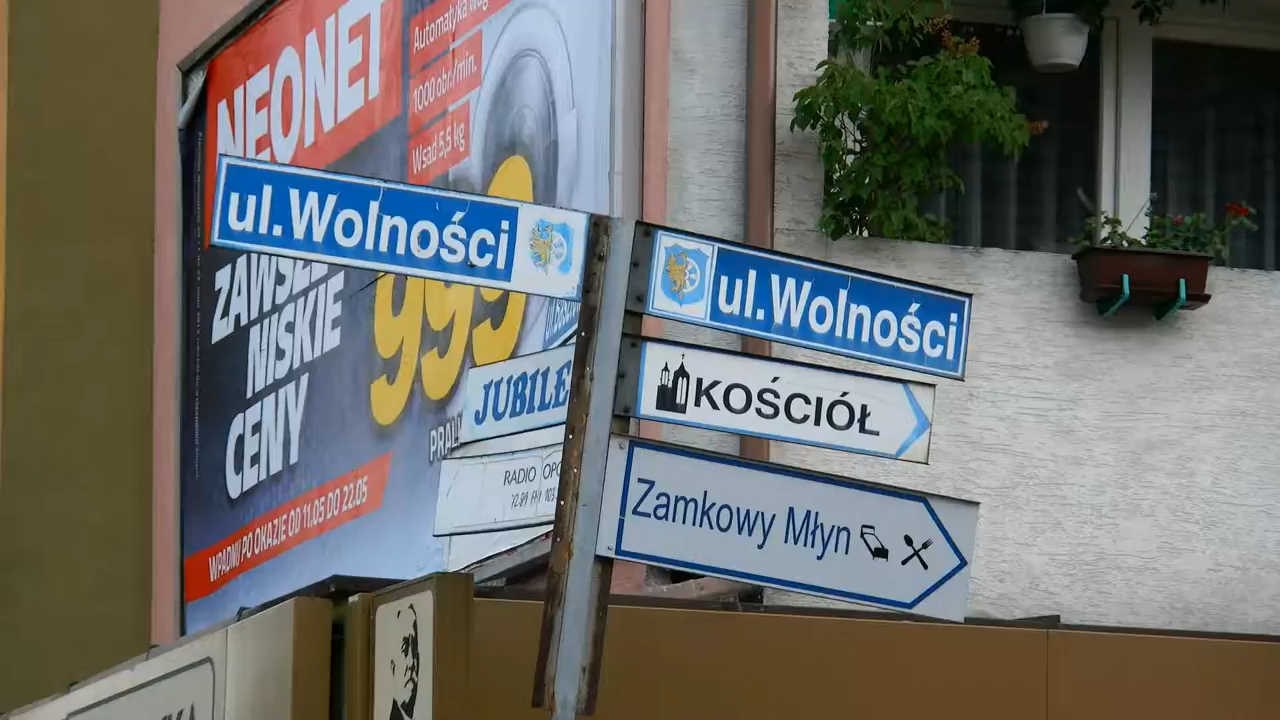 NEONET
Automatyka wag
1000 obr./min.
Wsad 5,5 kg
999
ZAWSZE
NISKIE
CENY
WPADNIJ PO OKAZJE OD 11.05 DO 22.05
ul.Wolności
JUBILE
RADIO OPO
ul.Wolności
KOŚCIÓŁ
Zamkowy Młyn